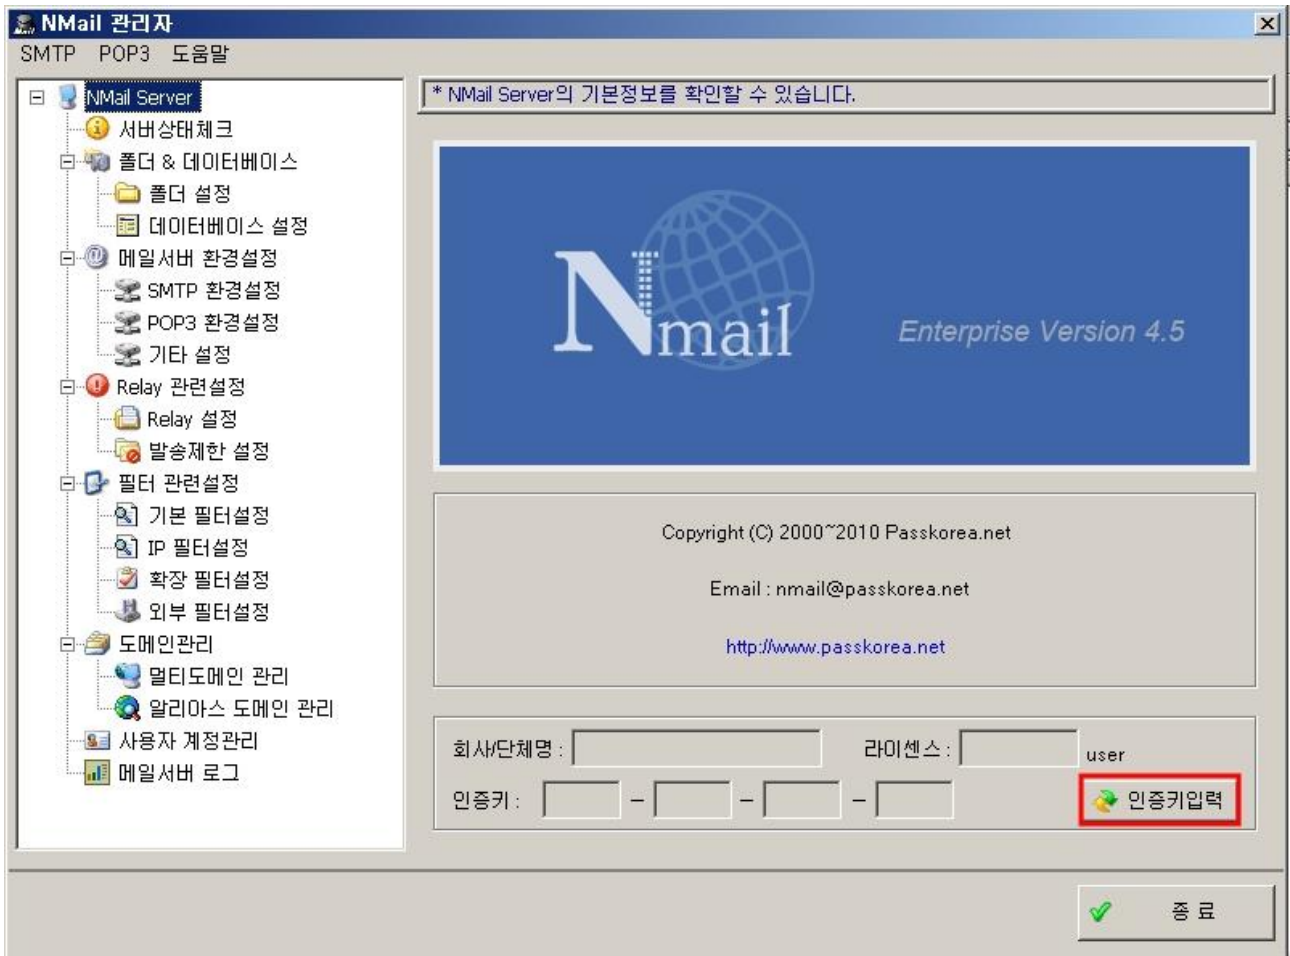 NMail 관리자
SMTP POP3 도움말
NMail Server
서버상태체크
폴더 & 데이터베이스
폴더 설정
데이터베이스 설정
메일서버 환경설정
SMTP 환경설정
POP3 환경설정
기타 설정
Relay 관련설정
Relay 설정
발송제한 설정
필터 관련설정
기본 필터설정
IP 필터설정
확장 필터설정
외부 필터설정
도메인관리
멀티도메인 관리
알리아스 도메인 관리
사용자 계정관리
메일서버 로그
* NMail Server의 기본정보를 확인할 수 있습니다.
Nmail
Enterprise Version 4.5
Copyright (C) 2000~2010 Passkorea.net
Email : nmail@passkorea.net
http://www.passkorea.net
회사/단체명 : 라이센스 : user
인증키 : – – – 인증키입력
종 료